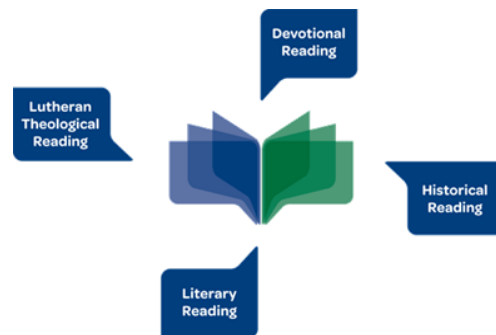 Devotional
Reading
Lutheran
Theological
Reading
Historical
Reading
Literary
Reading